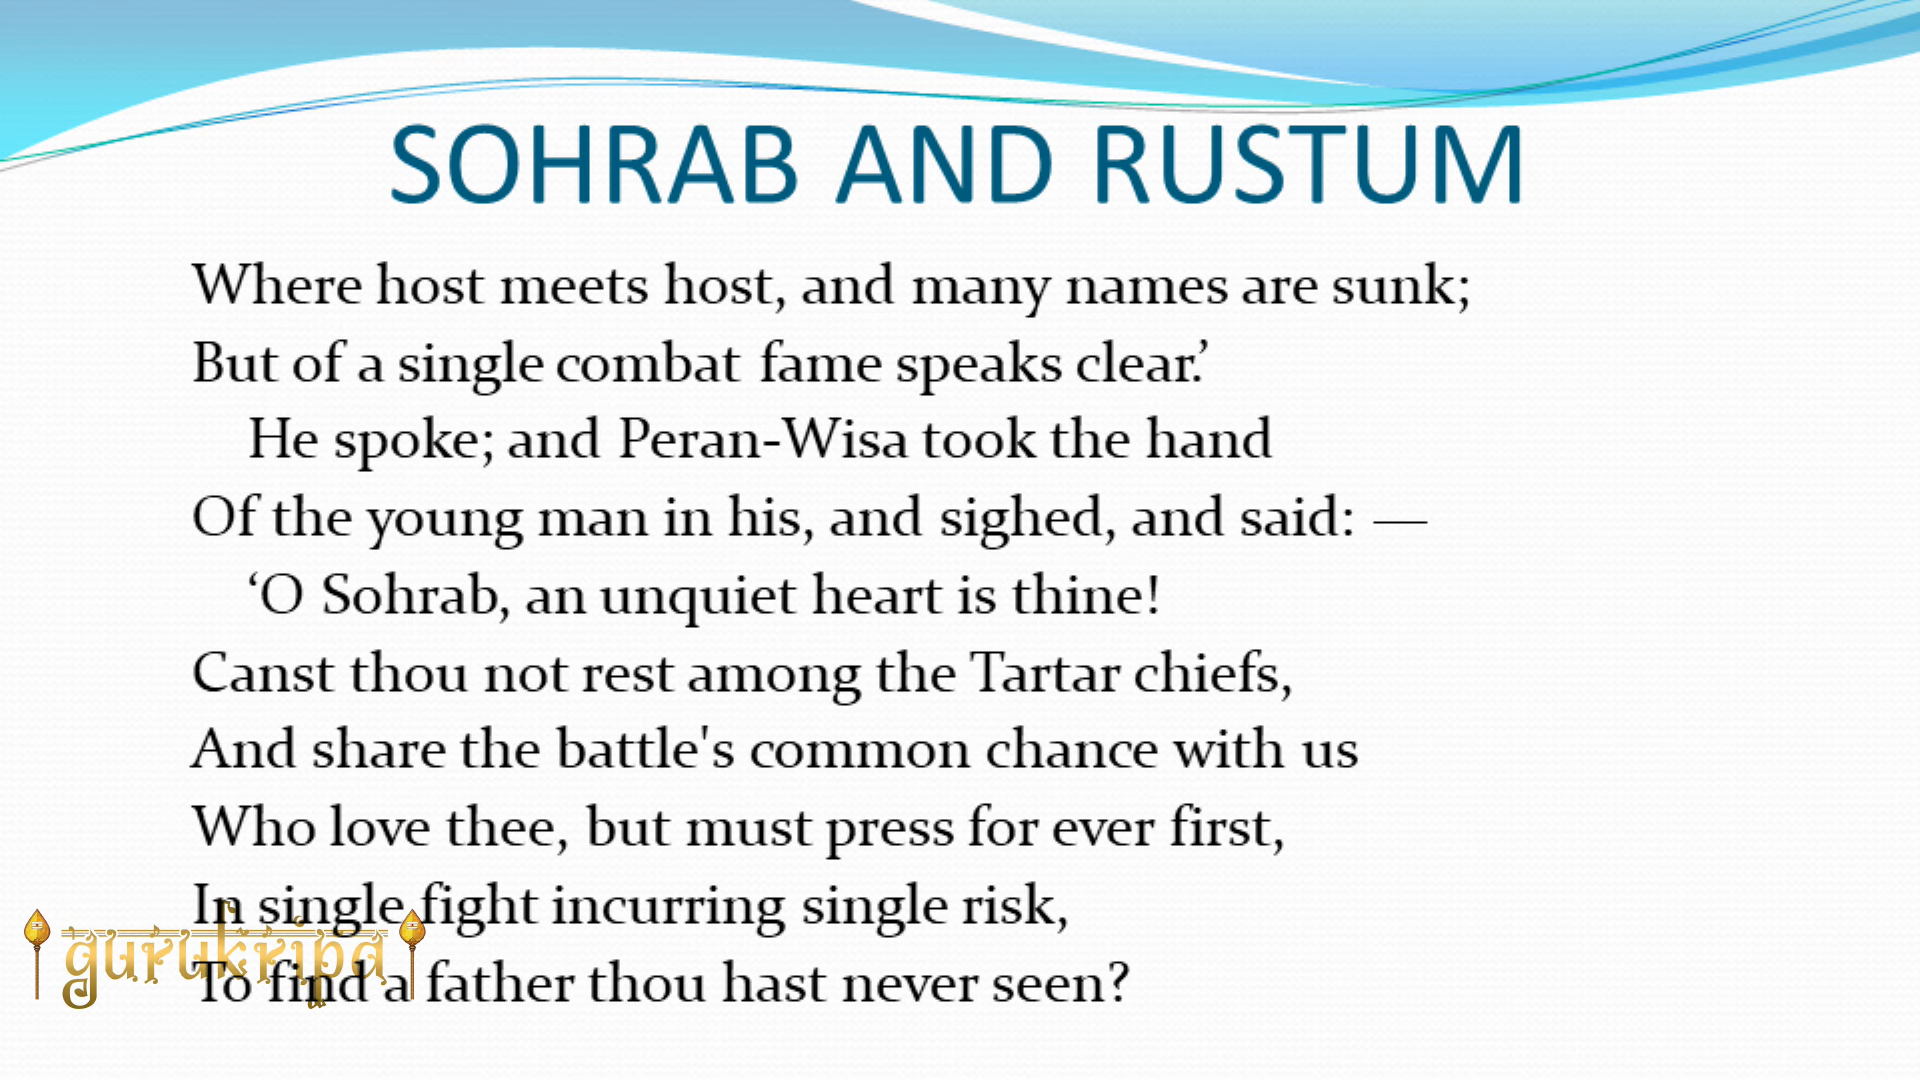 SOHRAB AND RUSTUM
Where host meets host, and many names are sunk;
But of a single combat fame speaks clear.’
He spoke; and Peran-Wisa took the hand
Of the young man in his, and sighed, and said: —
‘O Sohrab, an unquiet heart is thine!
Canst thou not rest among the Tartar chiefs,
And share the battle's common chance with us
Who love thee, but must press for ever first,
In single fight incurring single risk,
To find a father thou hast never seen?
gurukripa